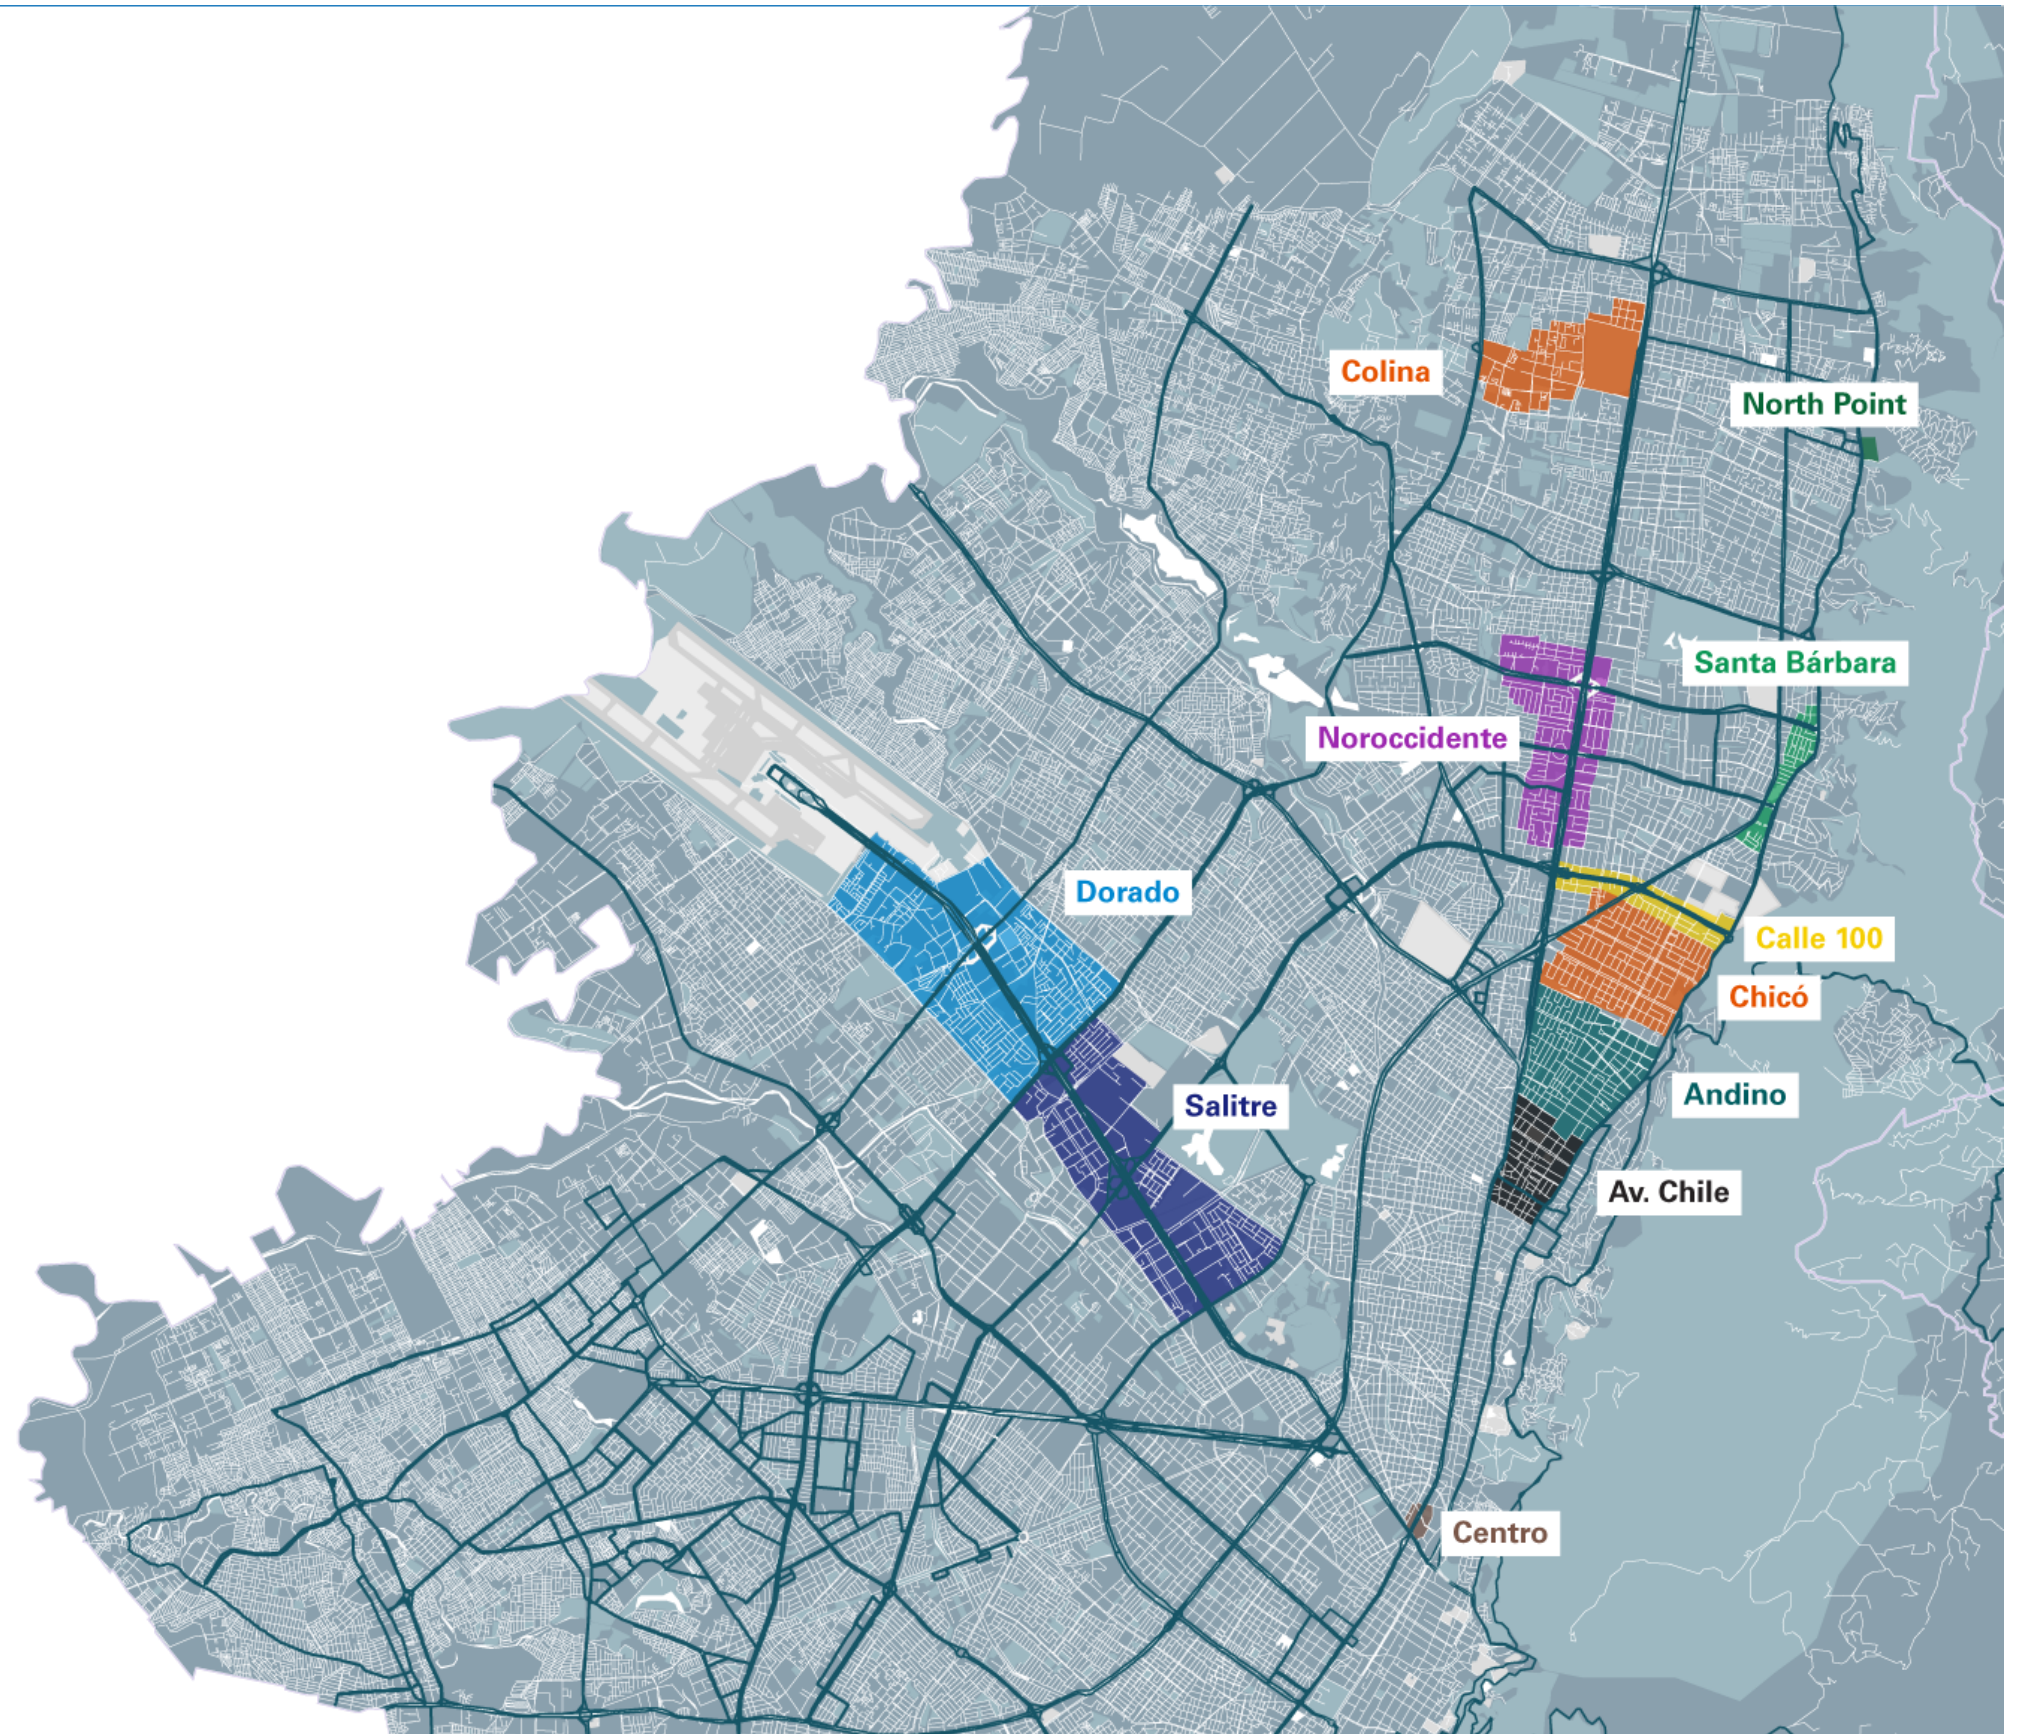 Colina
North Point
Santa Bárbara
Noroccidente
Dorado
Calle 100
Chicó
Andino
Salitre
Av. Chile
Centro